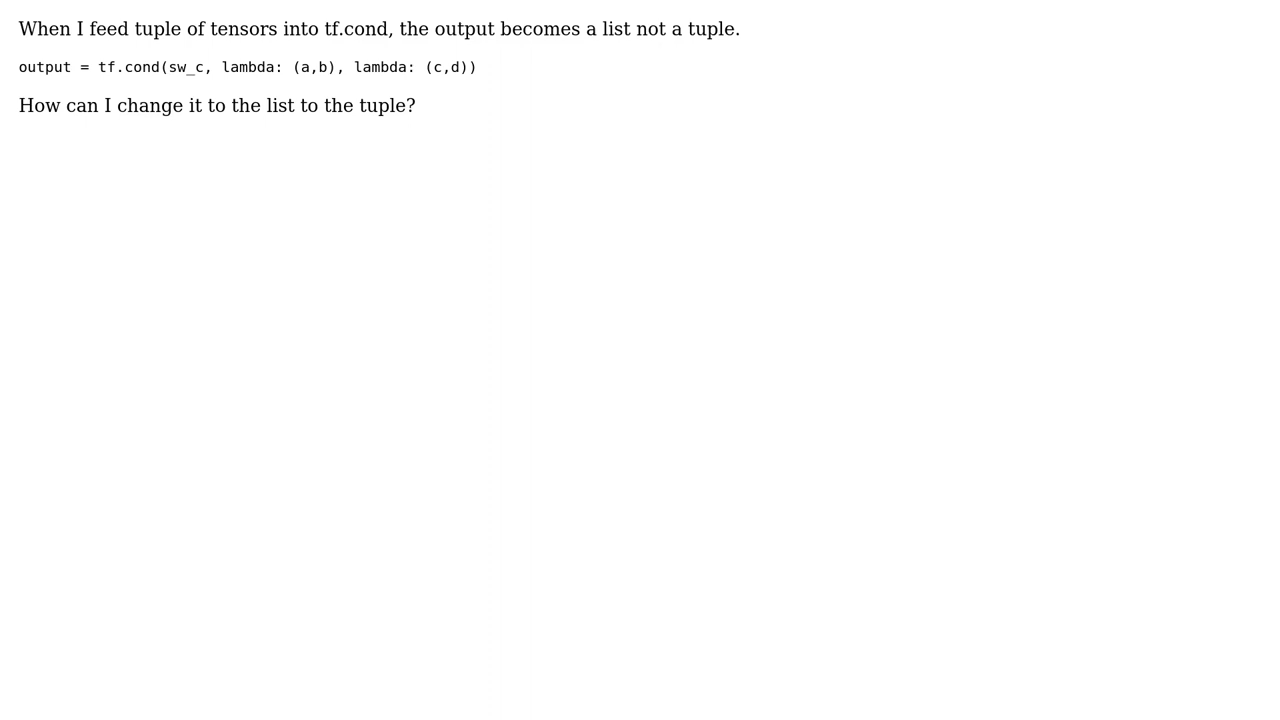 When I feed tuple of tensors into tf.cond, the output becomes a list not a tuple.
output = tf.cond(sw_c, lambda: (a,b), lambda: (c,d))
How can I change it to the list to the tuple?